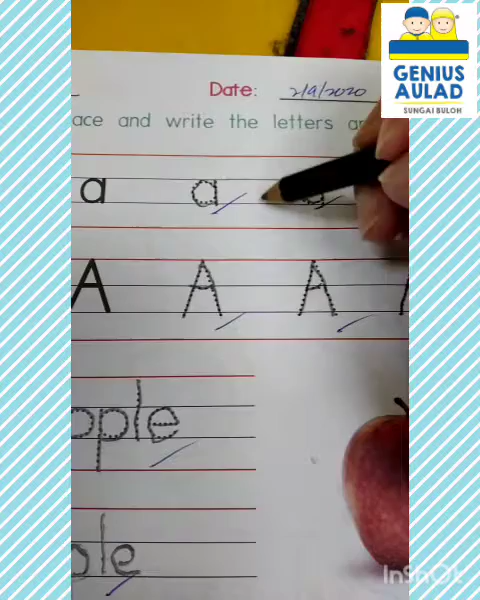 GENIUS
AULAD
SUNGAI BULOH
Date: 2/9/2020
ace and write the letters
a a
A A A
pple
ple
InShOt